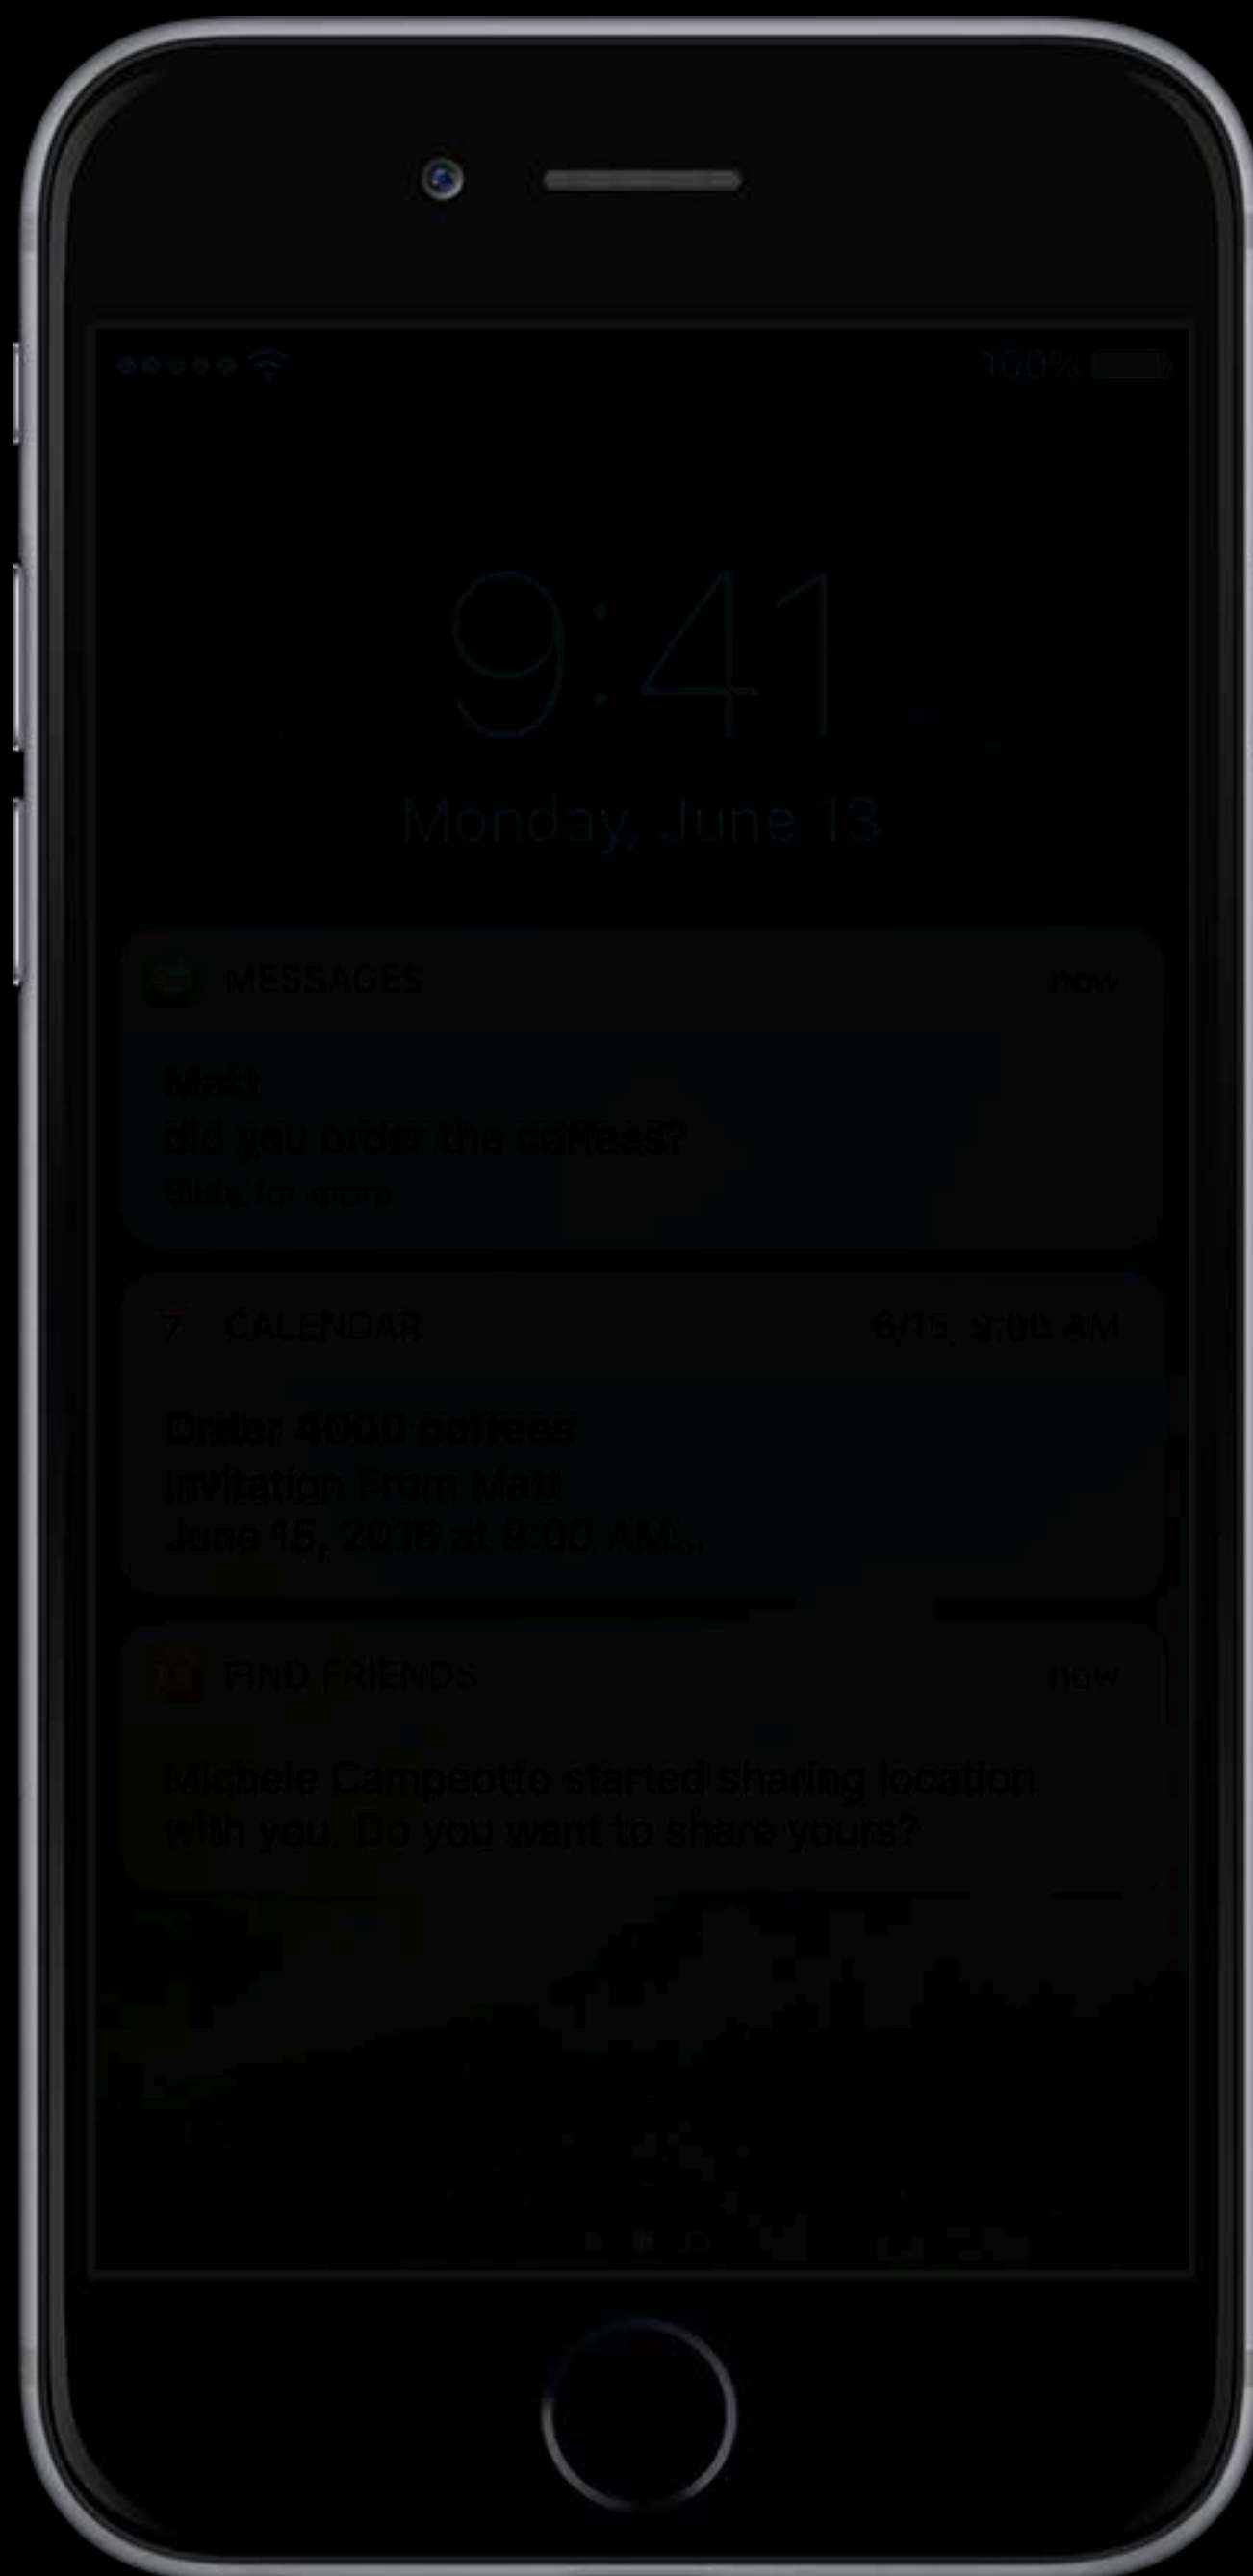 100%
9:41
Monday, June 13
MESSAGES
now
Matt
did you order the coffees?
Slide for more
7
CALENDAR
6/15, 9:00 AM
Order 4000 coffees
Invitation From Matt
June 15, 2016 at 9:00 AM...
FIND FRIENDS
now
Michele Campeotto started sharing location
with you. Do you want to share yours?